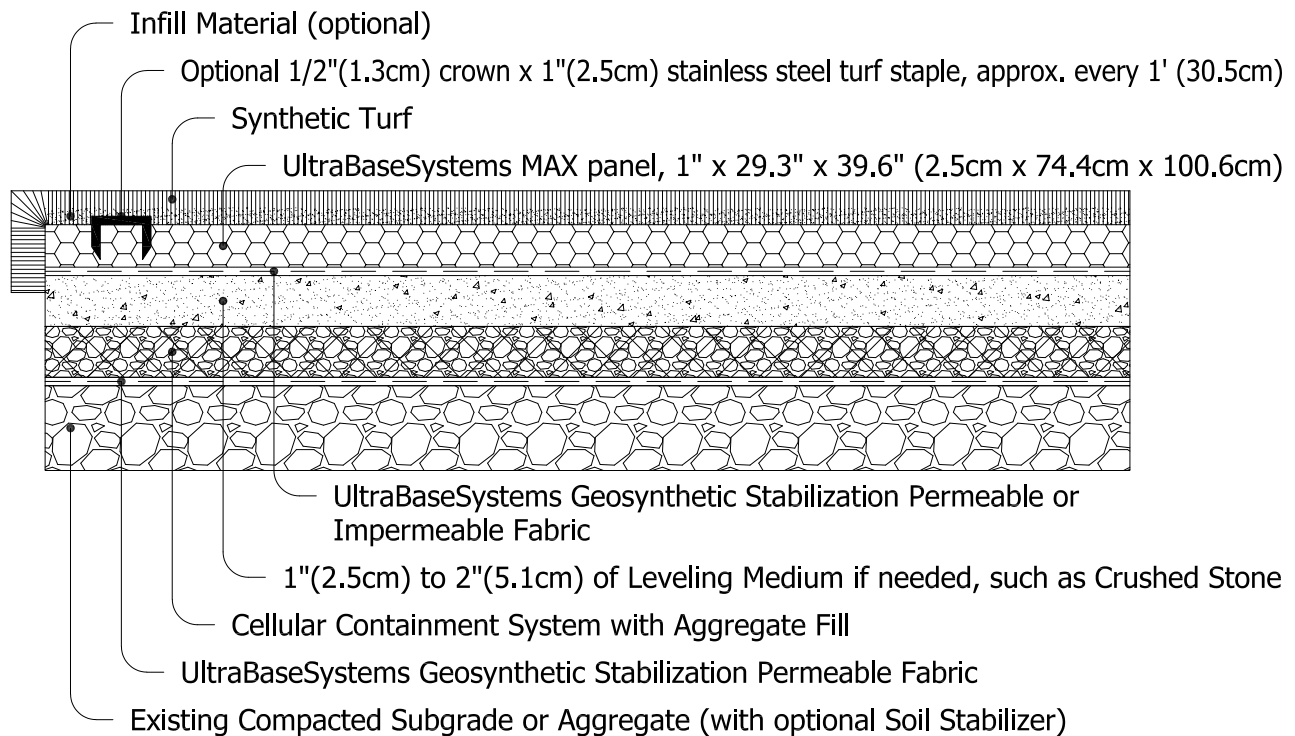 Infill Material (optional)
Optional 1/2"(1.3cm) crown x 1"(2.5cm) stainless steel turf staple, approx. every 1' (30.5cm)
Synthetic Turf
UltraBaseSystems MAX panel, 1" x 29.3" x 39.6" (2.5cm x 74.4cm x 100.6cm)
UltraBaseSystems Geosynthetic Stabilization Permeable or
Impermeable Fabric
1"(2.5cm) to 2"(5.1cm) of Leveling Medium if needed, such as Crushed Stone
Cellular Containment System with Aggregate Fill
UltraBaseSystems Geosynthetic Stabilization Permeable Fabric
Existing Compacted Subgrade or Aggregate (with optional Soil Stabilizer)